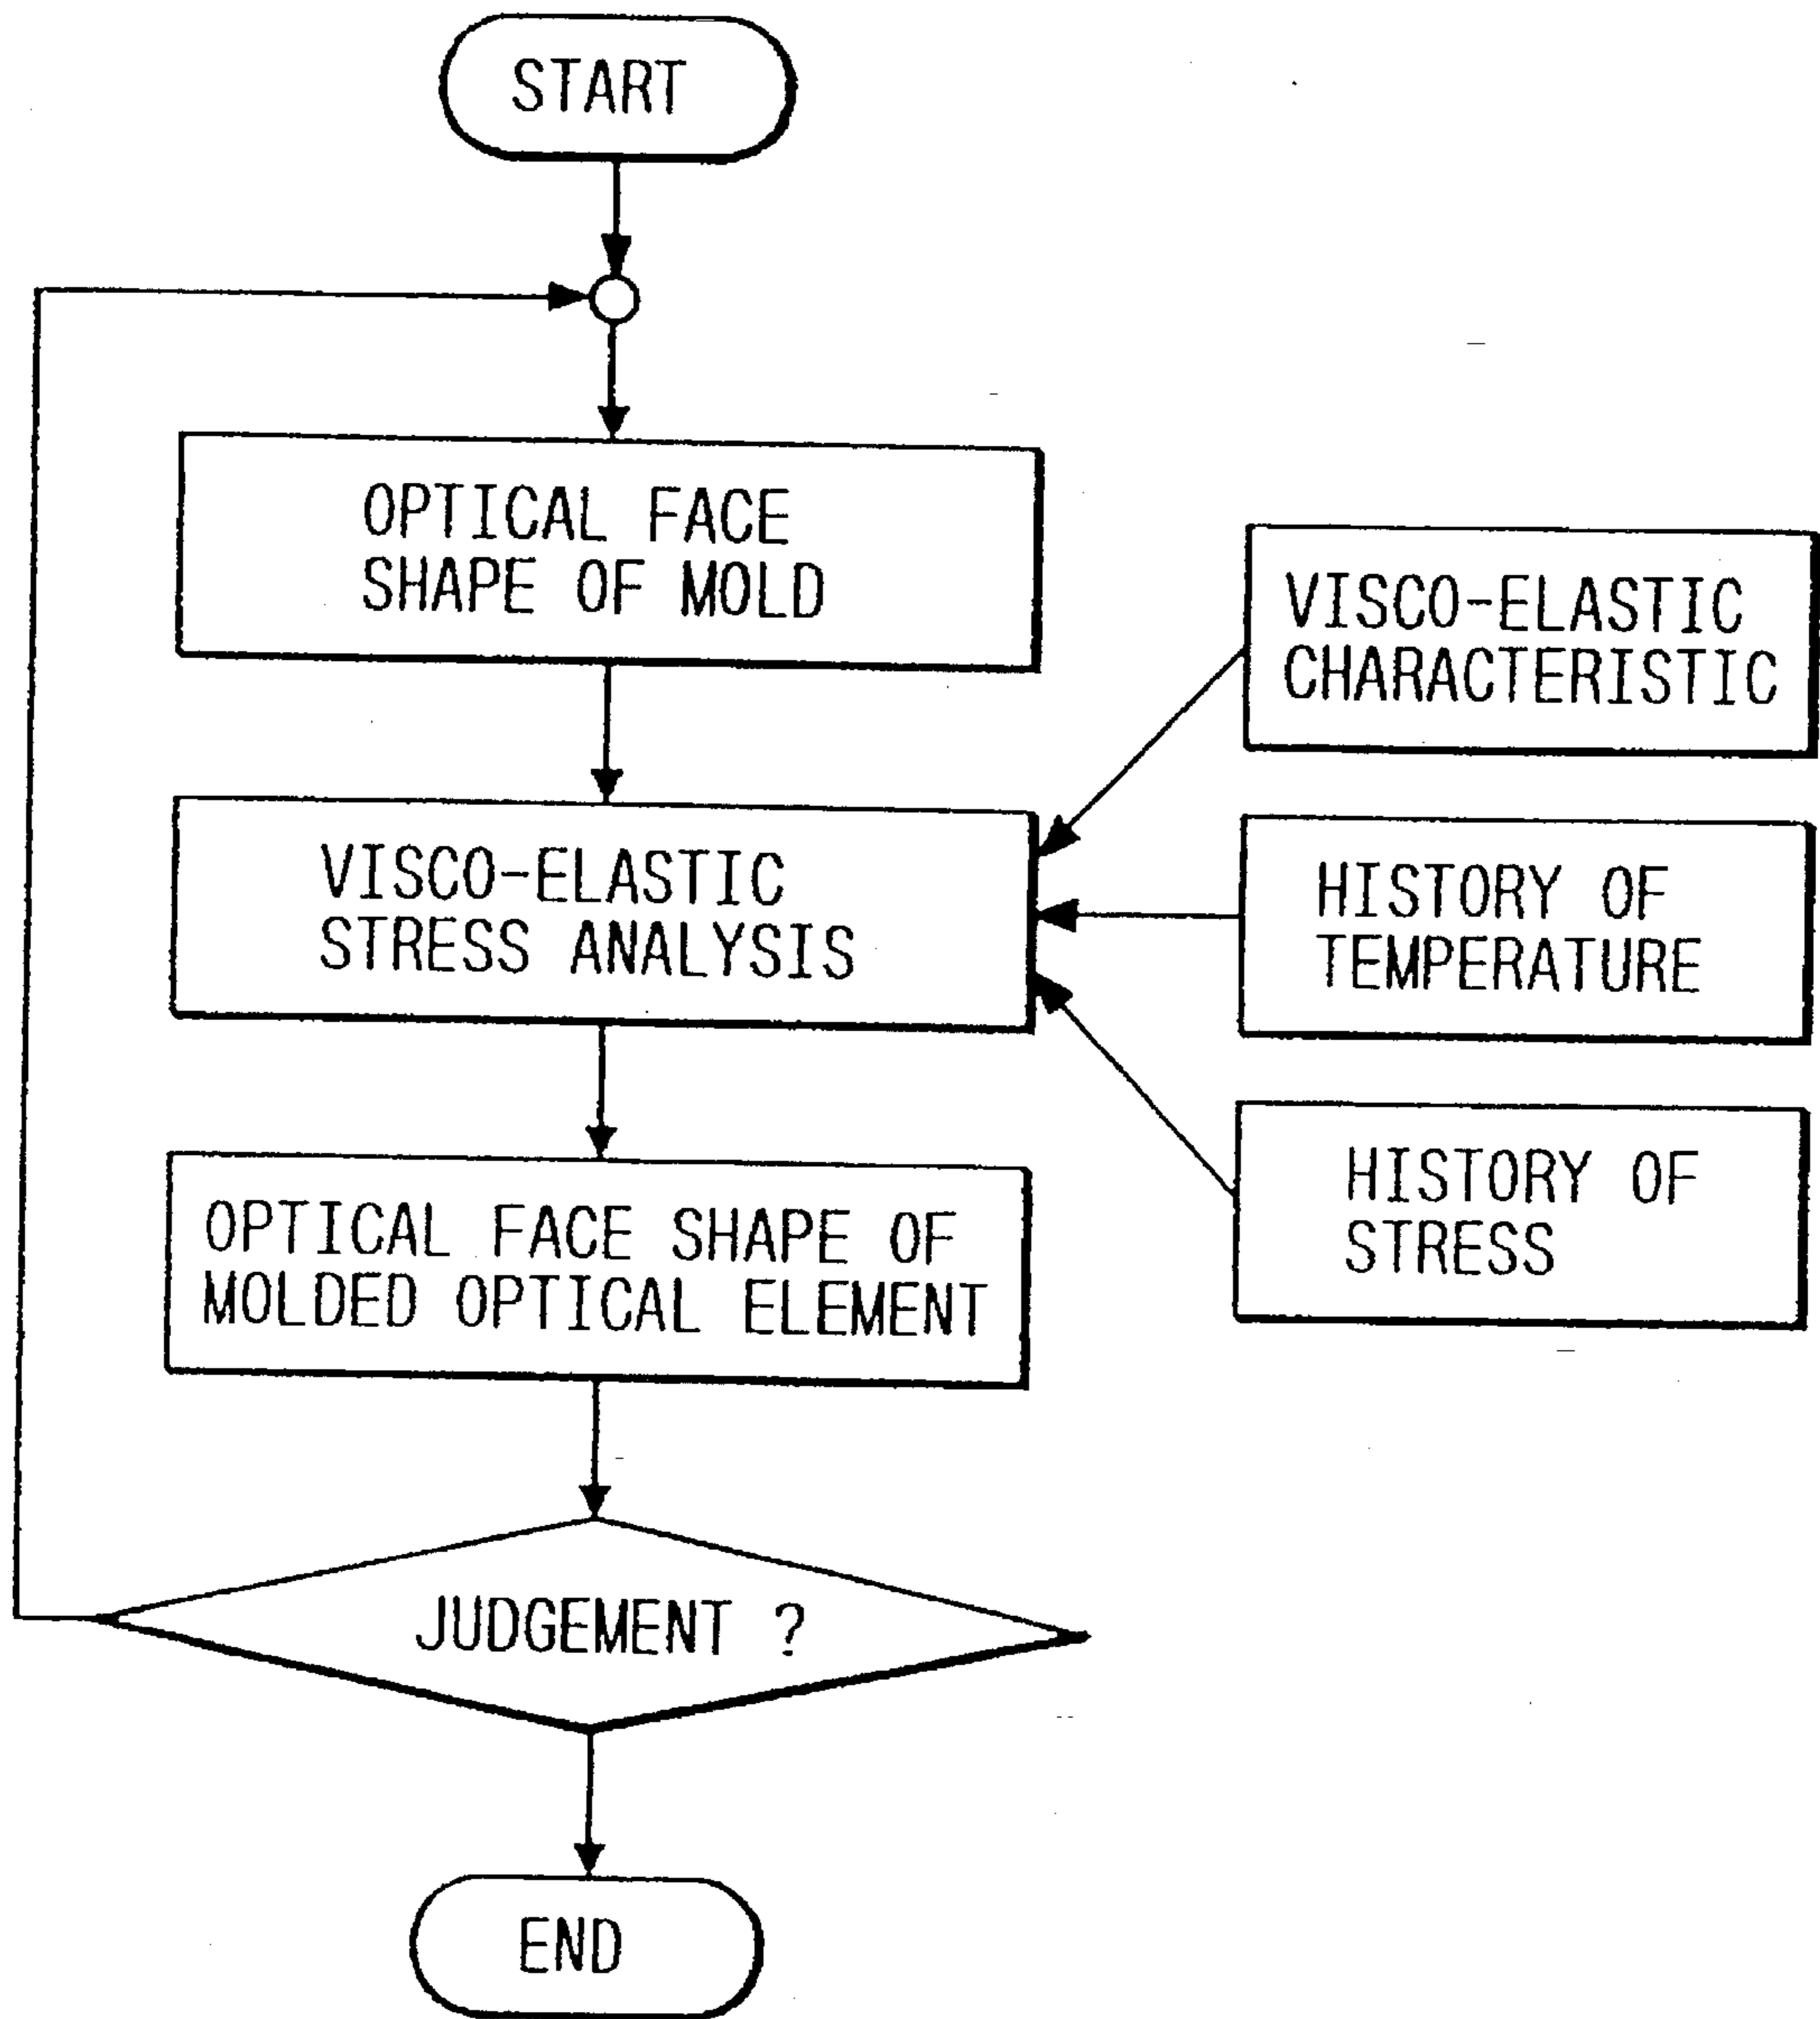 START
OPTICAL FACE
SHAPE OF MOLD
VISCO-ELASTIC
CHARACTERISTIC
VISCO-ELASTIC
STRESS ANALYSIS
HISTORY OF
TEMPERATURE
OPTICAL FACE SHAPE OF
MOLDED OPTICAL ELEMENT
HISTORY OF
STRESS
JUDGEMENT ?
END